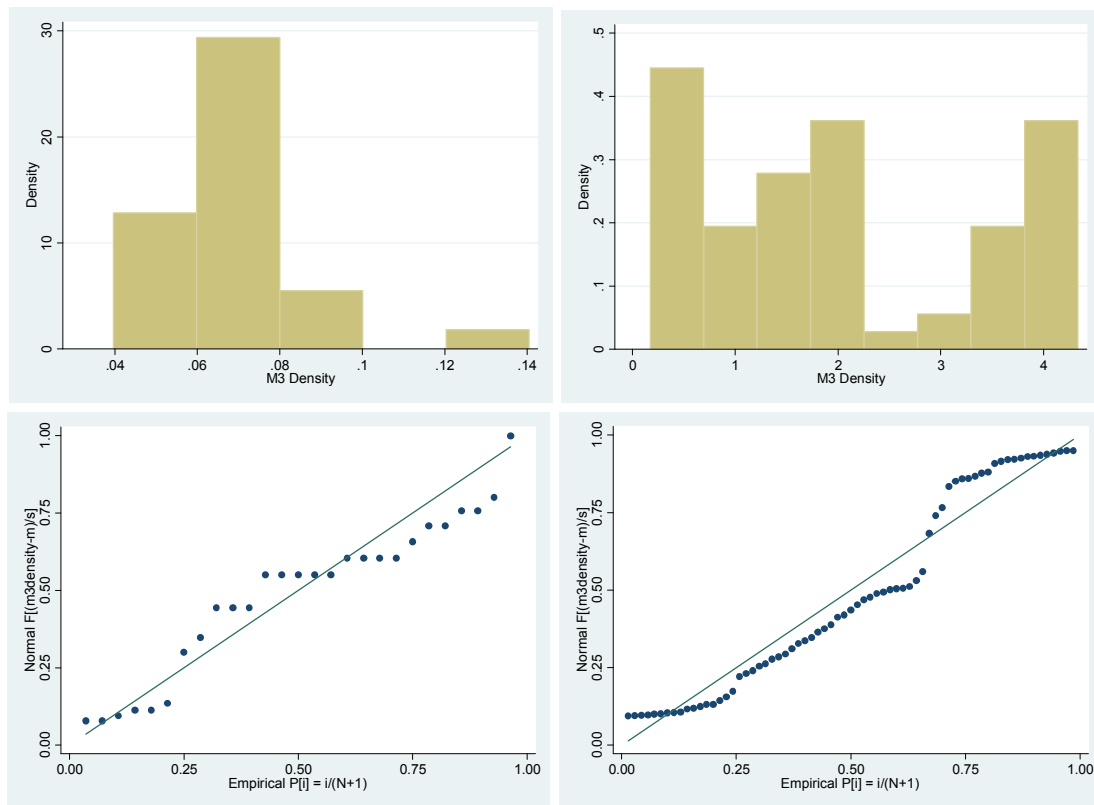 30
20
10
0
Density
.04 .06 .08 .1 .12 .14
M3 Density
.5
.4
.3
.2
.1
0
Density
0 1 2 3 4
M3 Density
1.00
0.75
0.50
0.25
0.00
Normal F[(m3density-m)/s]
0.00 0.25 0.50 0.75 1.00
Empirical P[i] = i/(N+1)
1.00
0.75
0.50
0.25
0.00
Normal F[(m3density-m)/s]
0.00 0.25 0.50 0.75 1.00
Empirical P[i] = i/(N+1)